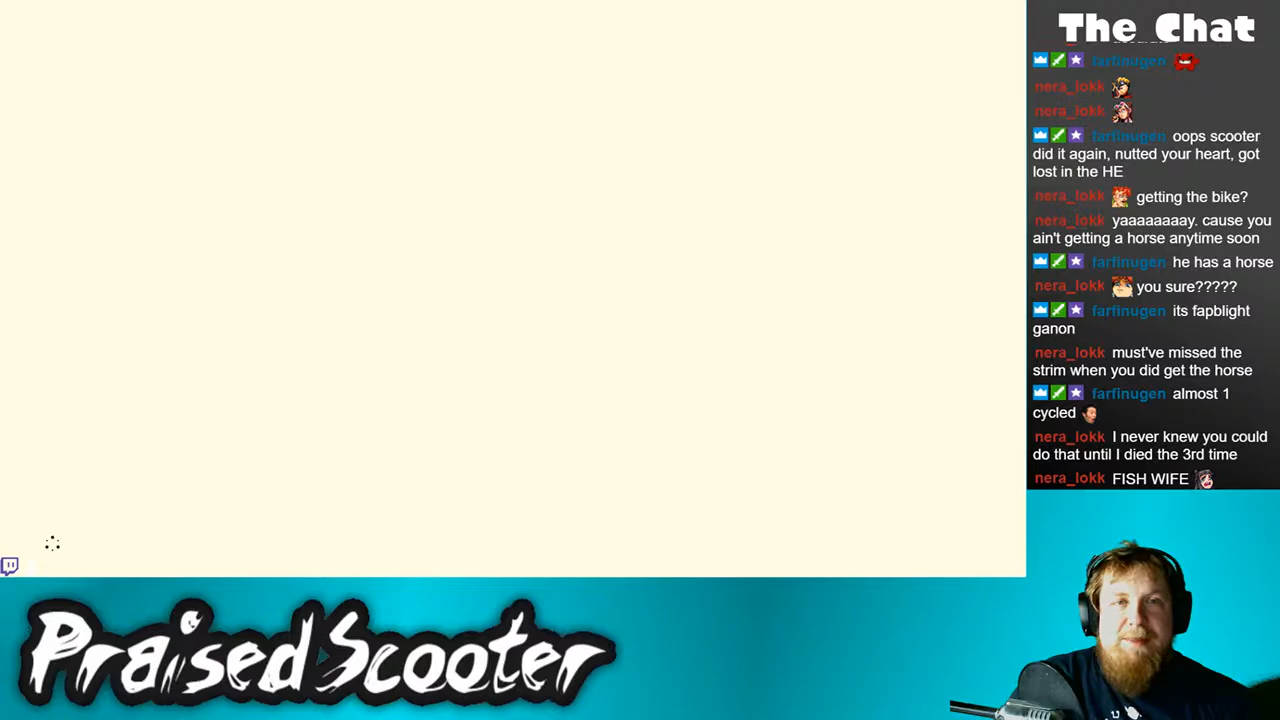 The Chat
farfinugen
nera_lokk
nera_lokk
farfinugen oops scooter
did it again, nutted your heart, got
lost in the HE
nera_lokk getting the bike?
nera_lokk yaaaaaaaay. cause you
ain't getting a horse anytime soon
farfinugen he has a horse
nera_lokk you sure?????
farfinugen its fapblight
ganon
nera_lokk must've missed the
strim when you did get the horse
farfinugen almost 1
cycled
nera_lokk I never knew you could
do that until I died the 3rd time
nera_lokk FISH WIFE
PraisedScooter